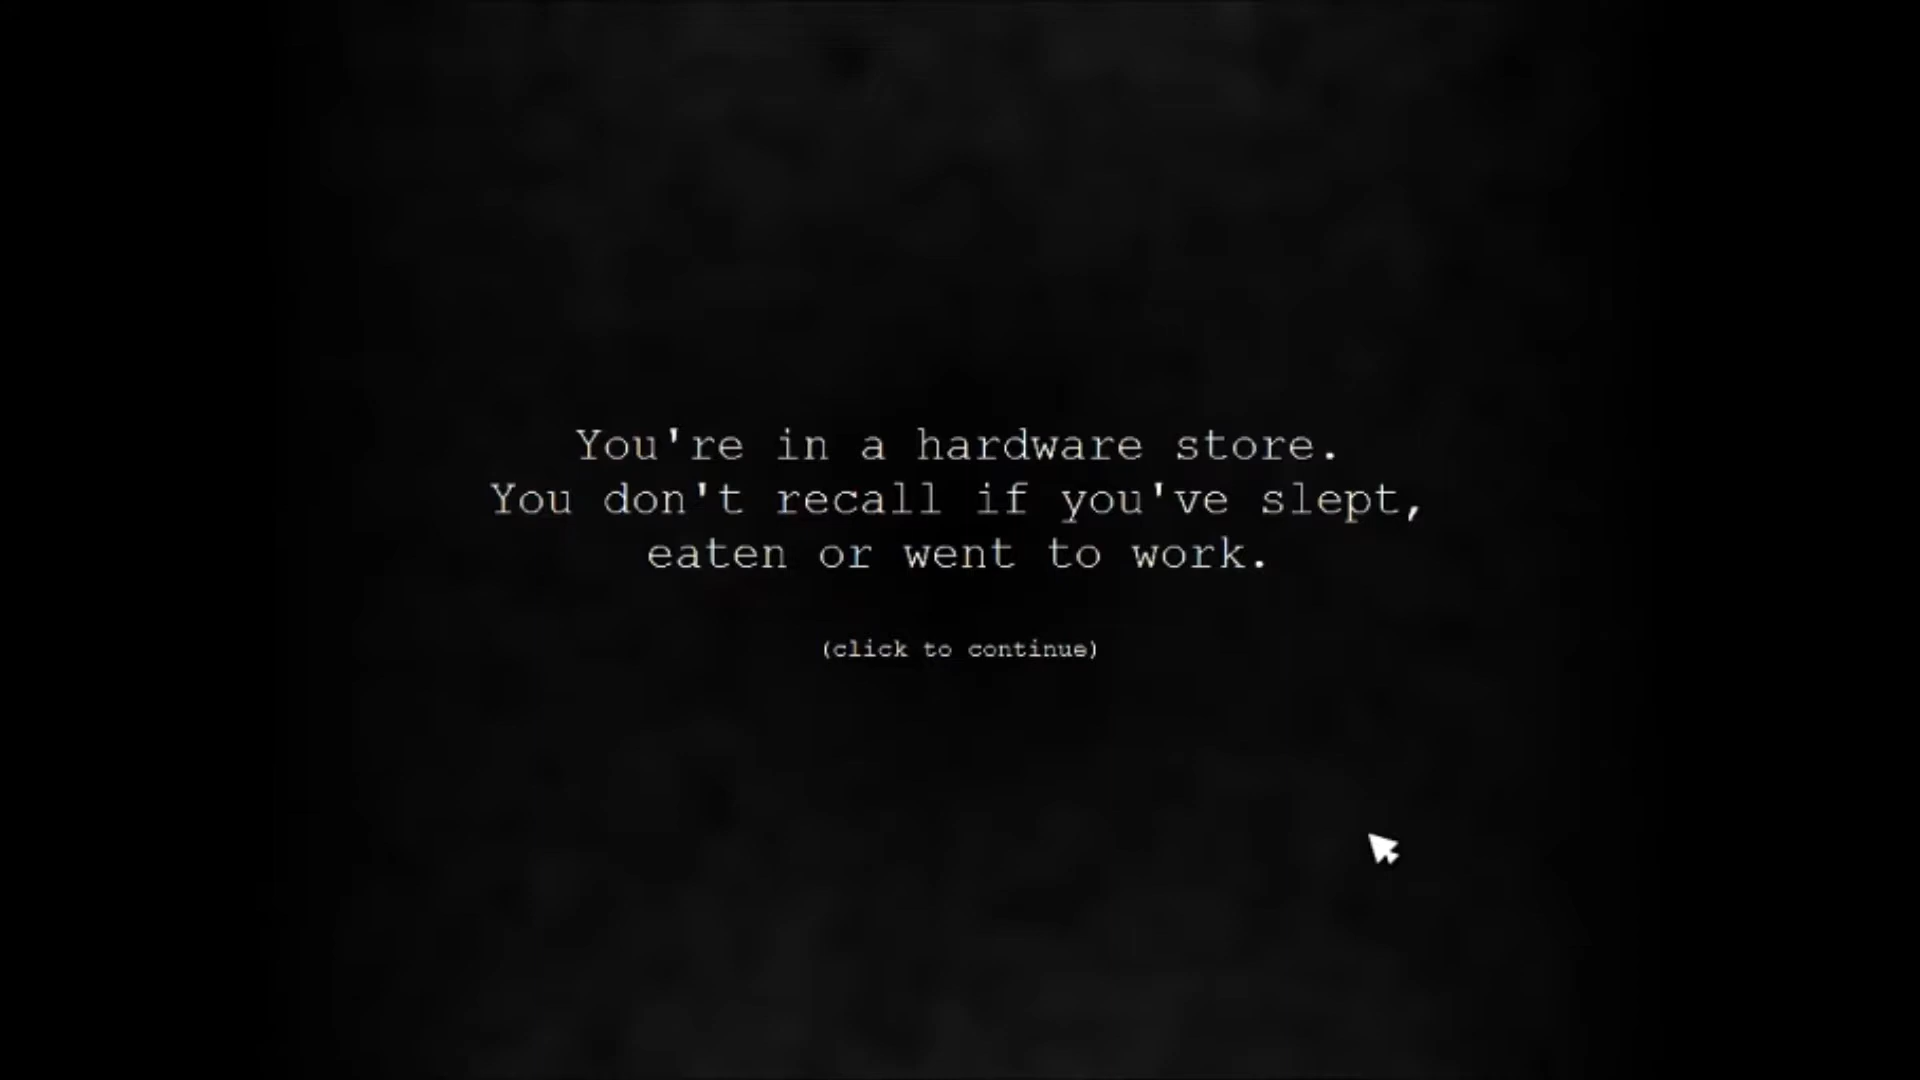 You're in a hardware store.
You don't recall if you've slept,
eaten or went to work.
(click to continue)